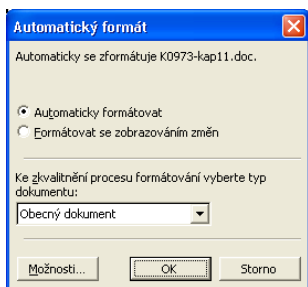 Automatický formát
Automaticky se zformátuje K0973-kap11.doc.
Automaticky formátovat
Formátovat se zobrazováním změn
Ke zkvalitnění procesu formátování vyberte typ
dokumentu:
Obecný dokument
Možnosti... OK Storno